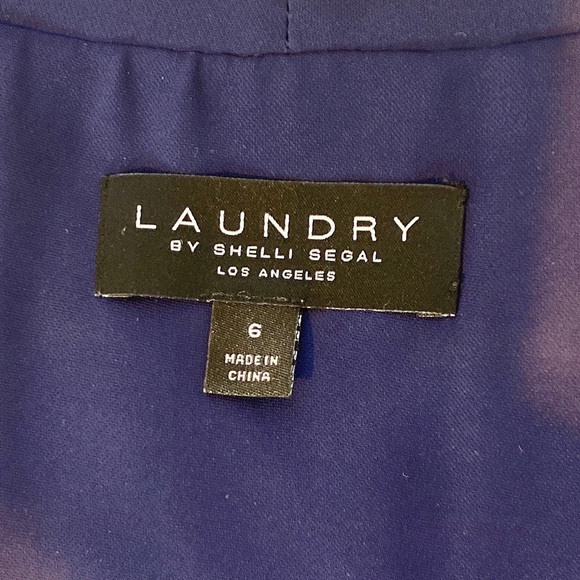 LAUNDRY
BY SHELLI SEGAL
LOS ANGELES
6
MADE IN
CHINA